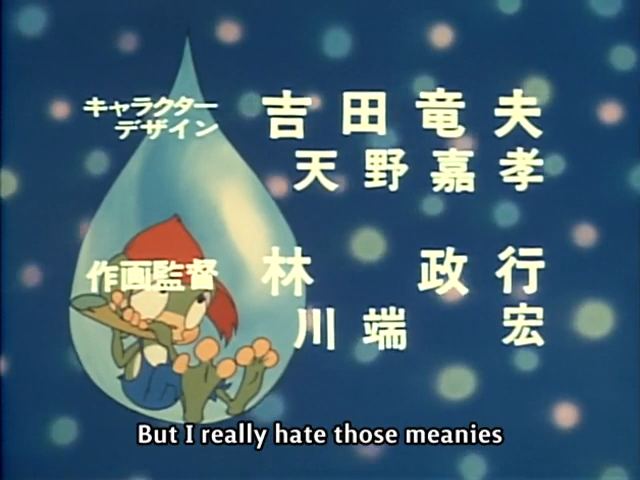 キャラクター
デザイン
吉田竜夫
天野嘉孝
作画監督
林 政行
川端 宏
But I really hate those meanies